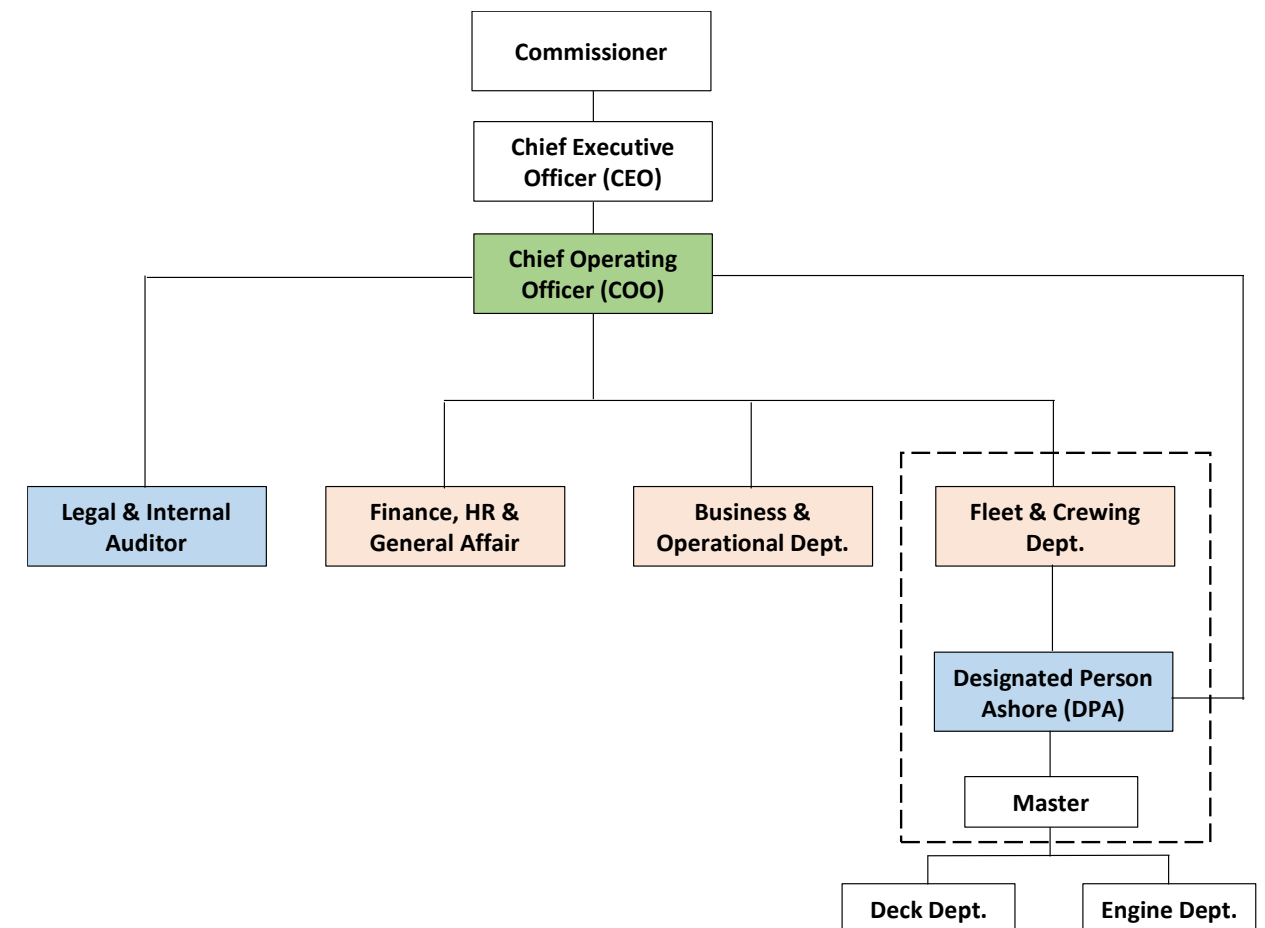 Commissioner
Chief Executive
Officer (CEO)
Chief Operating
Officer (COO)
Legal & Internal
Auditor
Finance, HR &
General Affair
Business &
Operational Dept.
Fleet & Crewing
Dept.
Designated Person
Ashore (DPA)
Master
Deck Dept.
Engine Dept.